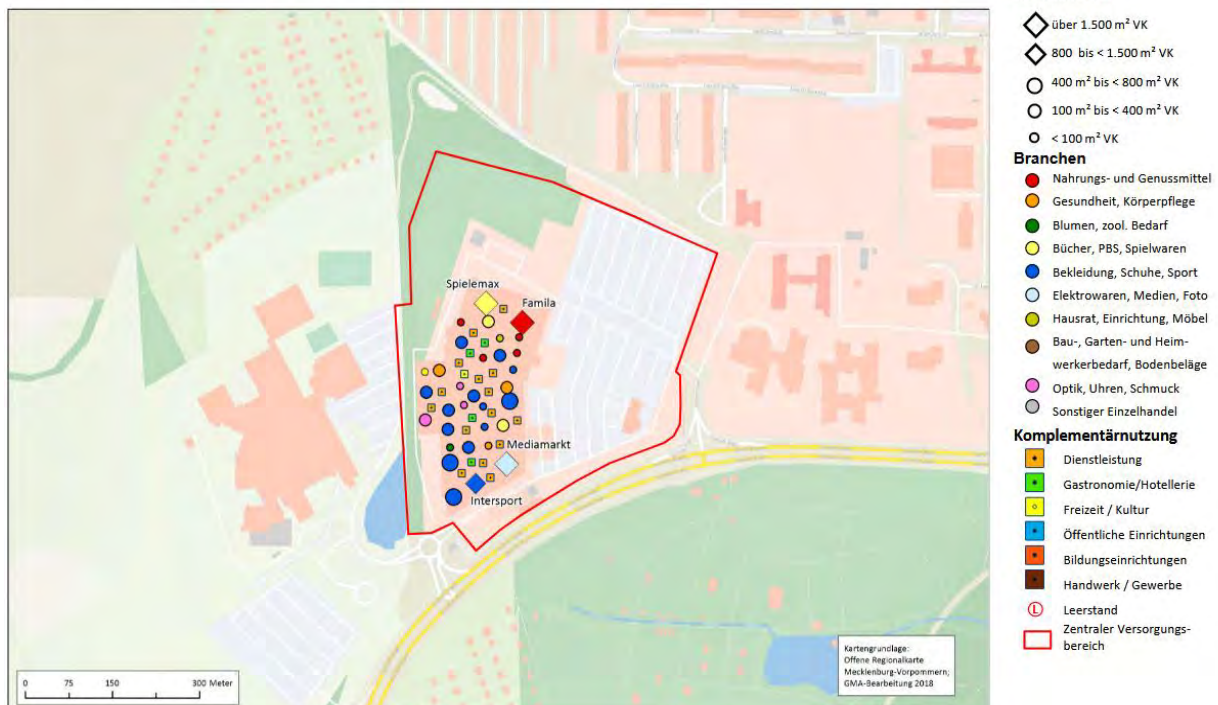 Spielemax
Famila
Mediamarkt
Intersport
0 75 150 300 Meter
Kartengrundlage:
Offene Regionalkarte
Mecklenburg-Vorpommern;
GMA-Bearbeitung 2018
über 1.500 m² VK
800 bis < 1.500 m² VK
400 m² bis < 800 m² VK
100 m² bis < 400 m² VK
< 100 m² VK
Branchen
Nahrungs- und Genussmittel
Gesundheit, Körperpflege
Blumen, zool. Bedarf
Bücher, PBS, Spielwaren
Bekleidung, Schuhe, Sport
Elektrowaren, Medien, Foto
Hausrat, Einrichtung, Möbel
Bau-, Garten- und Heim-
werkerbedarf, Bodenbeläge
Optik, Uhren, Schmuck
Sonstiger Einzelhandel
Komplementärnutzung
Dienstleistung
Gastronomie/Hotellerie
Freizeit / Kultur
Öffentliche Einrichtungen
Bildungseinrichtungen
Handwerk / Gewerbe
L Leerstand
Zentraler Versorgungs-
bereich